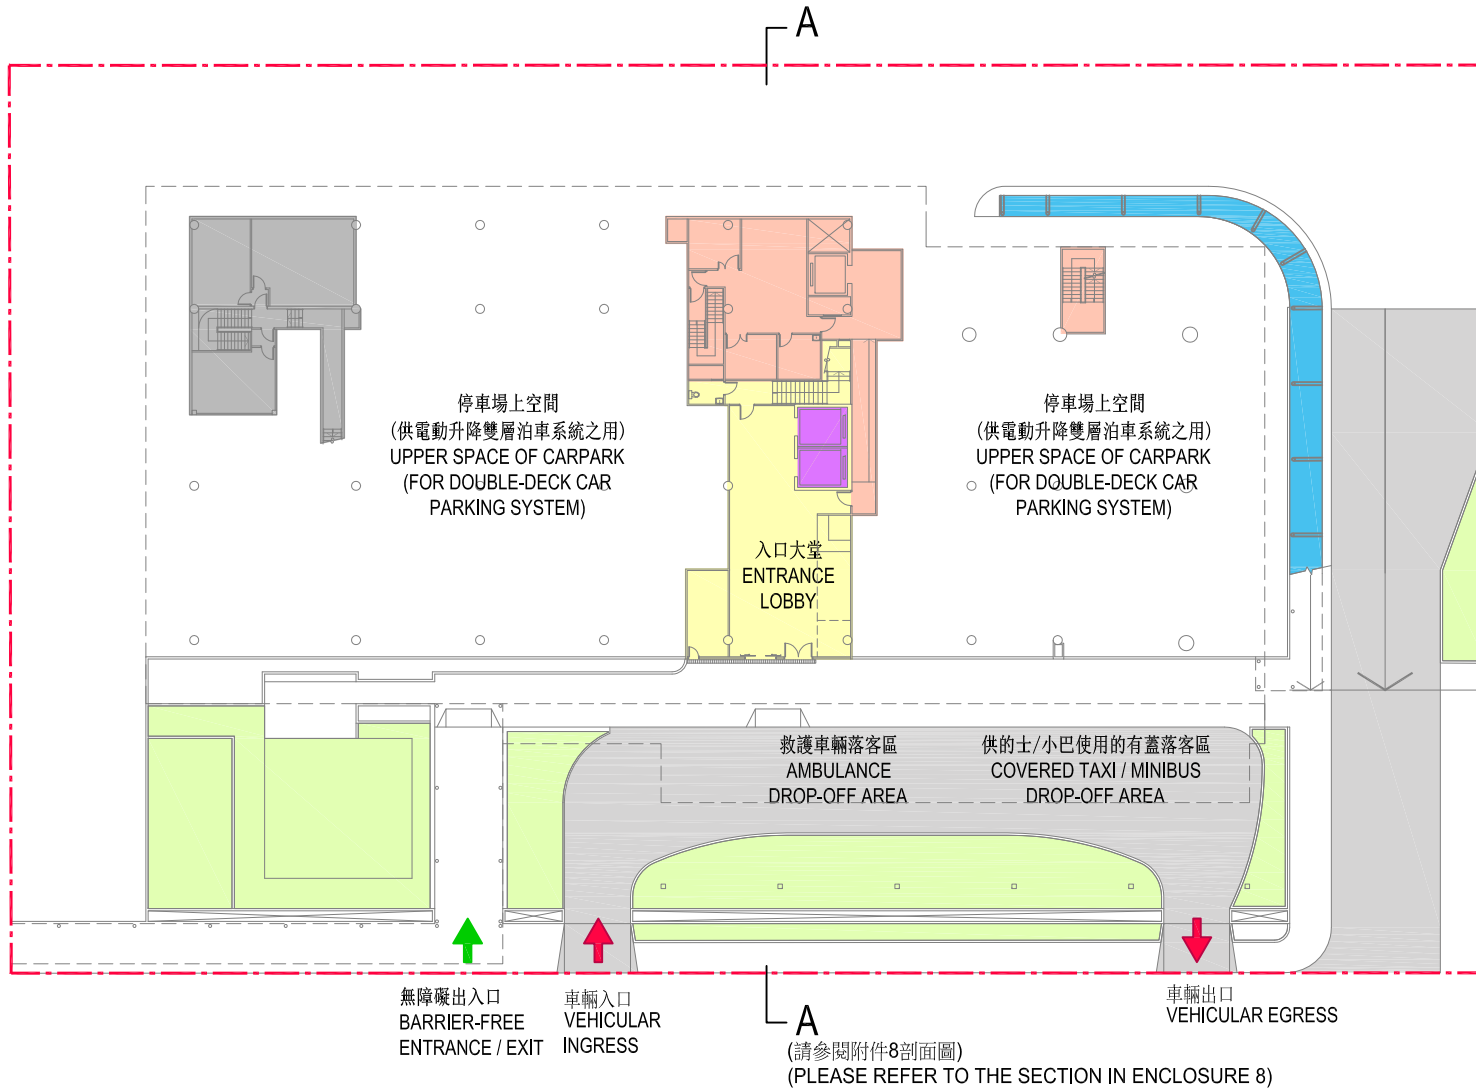 A
停車場上空間
(供電動升降雙層泊車系統之用)
UPPER SPACE OF CARPARK
(FOR DOUBLE-DECK CAR
PARKING SYSTEM)
停車場上空間
(供電動升降雙層泊車系統之用)
UPPER SPACE OF CARPARK
(FOR DOUBLE-DECK CAR
PARKING SYSTEM)
入口大堂
ENTRANCE
LOBBY
救護車輛落客區
AMBULANCE
DROP-OFF AREA
供的士/小巴使用的有蓋落客區
COVERED TAXI / MINIBUS
DROP-OFF AREA
無障礙出入口
BARRIER-FREE
ENTRANCE / EXIT
車輛入口
VEHICULAR
INGRESS
A
(請參閱附件8剖面圖)
(PLEASE REFER TO THE SECTION IN ENCLOSURE 8)
車輛出口
VEHICULAR EGRESS